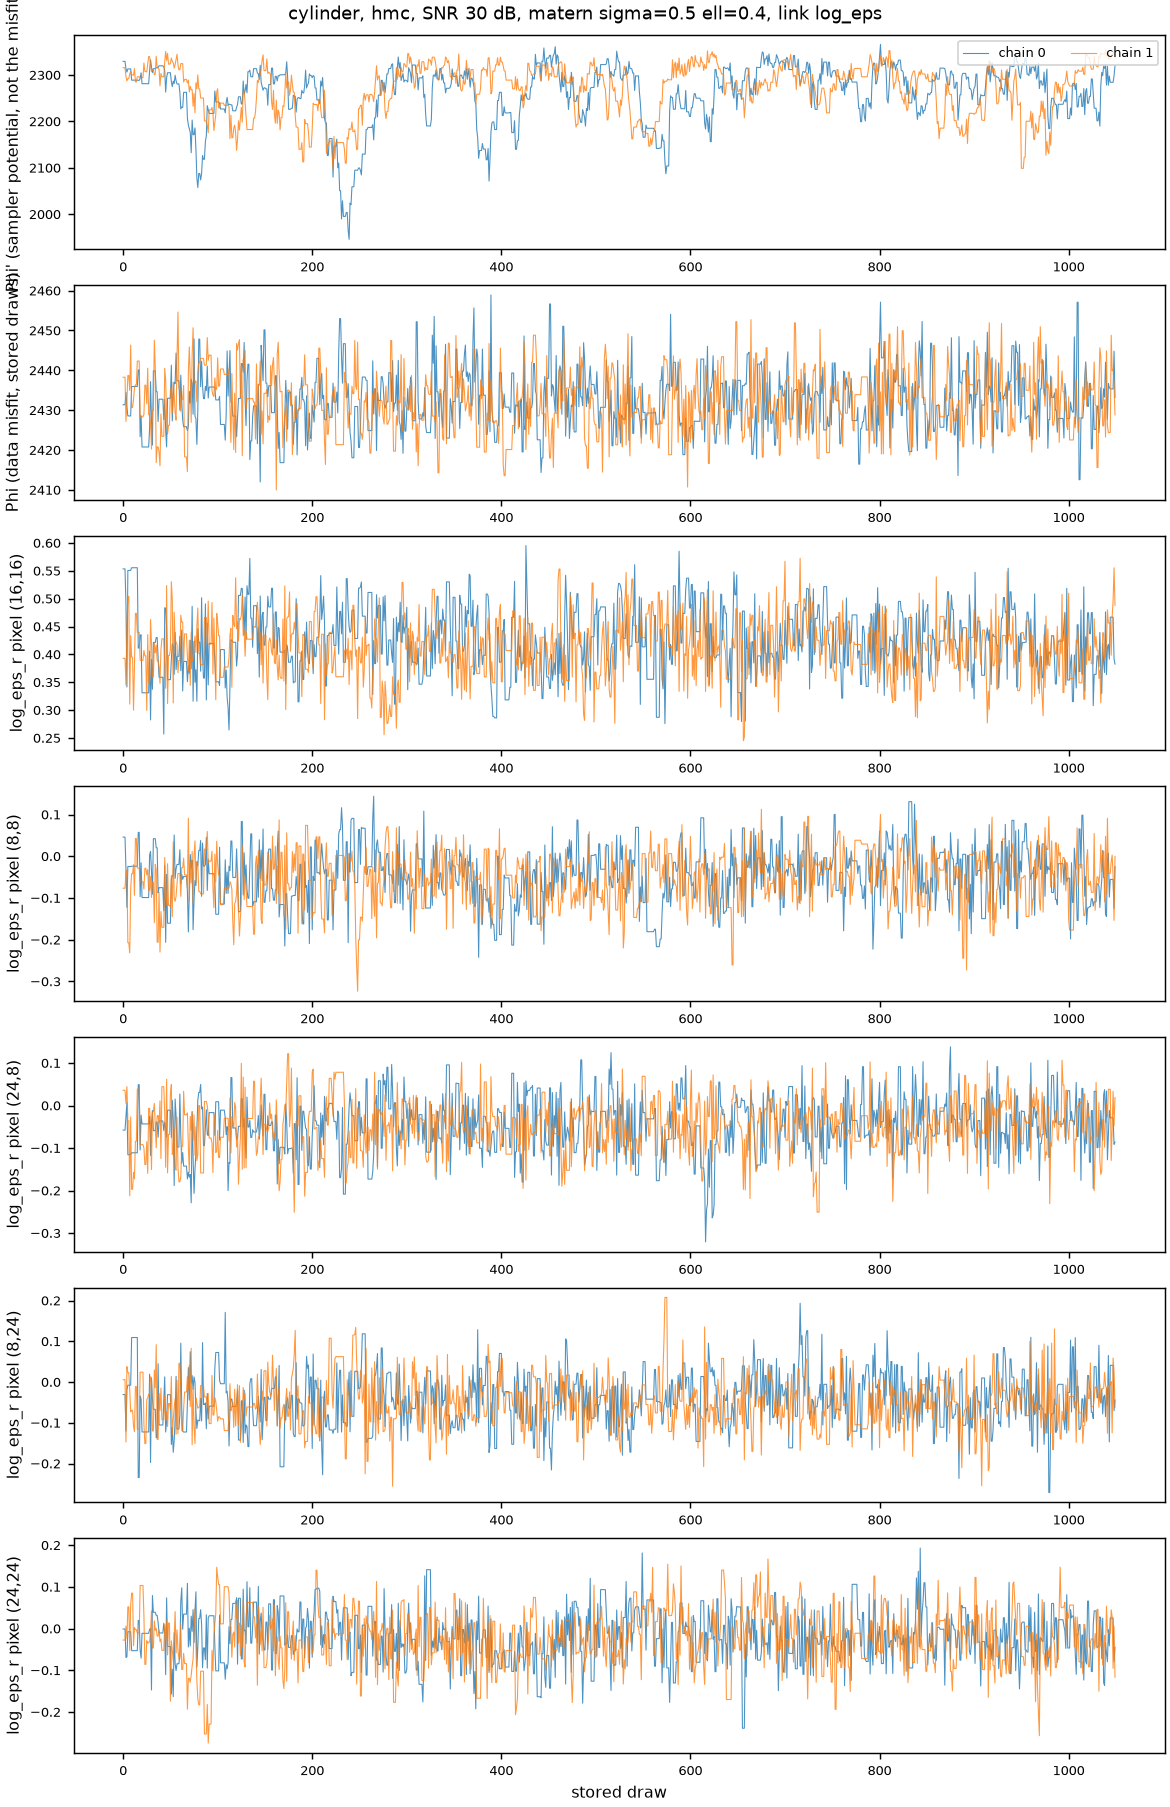 cylinder, hmc, SNR 30 dB, matern sigma=0.5 ell=0.4, link log_eps
chain 0
chain 1
(sampler potential, not the misfit
2300
2200
2100
2000
0 200 400 600 800 1000
Phi (data misfit, stored draws)
2460
2450
2440
2430
2420
2410
0 200 400 600 800 1000
log_eps_r pixel (16,16)
0.60
0.55
0.50
0.45
0.40
0.35
0.30
0.25
0 200 400 600 800 1000
log_eps_r pixel (8,8)
0.1
0.0
−0.1
−0.2
−0.3
0 200 400 600 800 1000
log_eps_r pixel (24,8)
0.1
0.0
−0.1
−0.2
−0.3
0 200 400 600 800 1000
log_eps_r pixel (8,24)
0.2
0.1
0.0
−0.1
−0.2
0 200 400 600 800 1000
log_eps_r pixel (24,24)
0.2
0.1
0.0
−0.1
−0.2
0 200 400 600 800 1000
stored draw